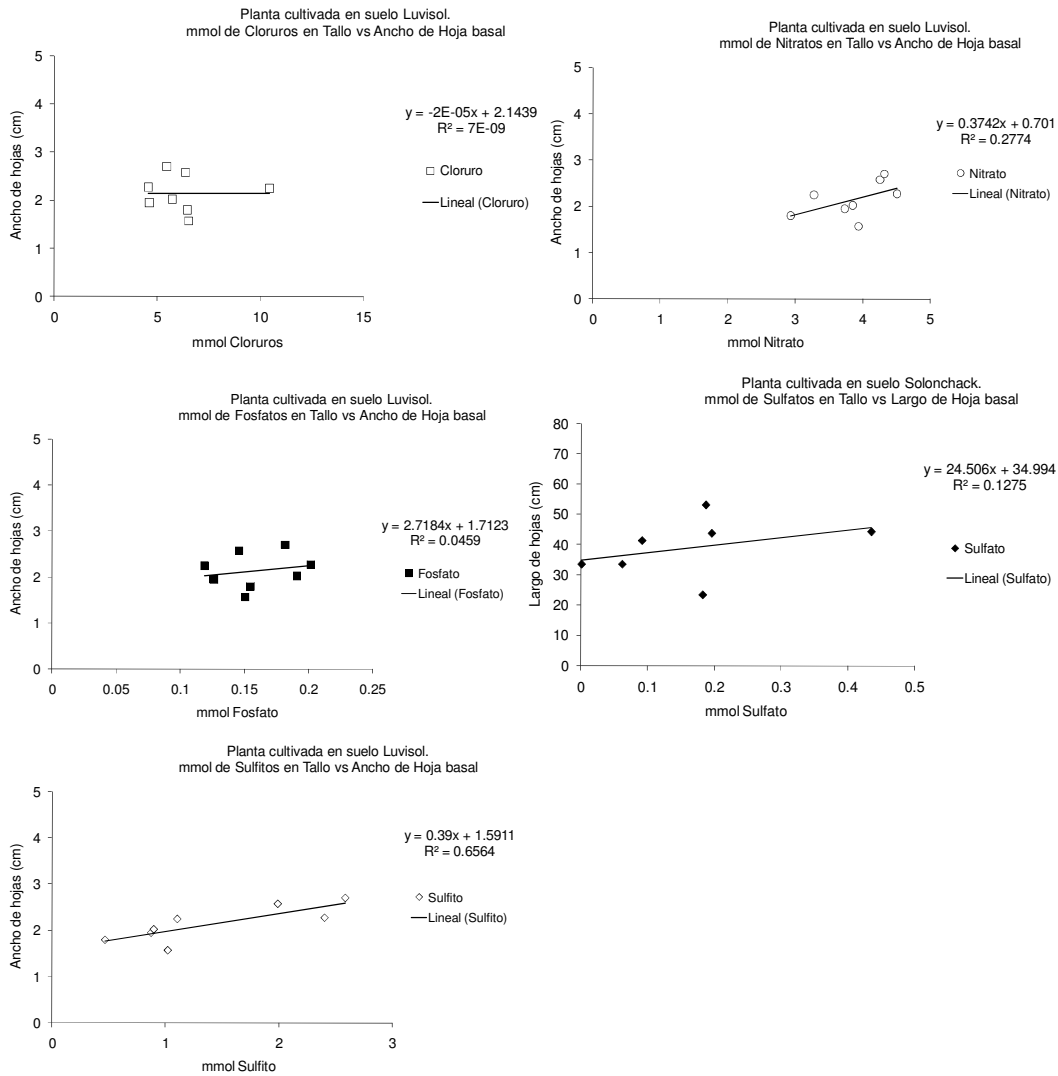 Planta cultivada en suelo Luvisol.
mmol de Cloruros en Tallo vs Ancho de Hoja basal
5
4
3
2
1
0
Ancho de hojas (cm)
0 5 10 15
mmol Cloruros
y = -2E-05x + 2.1439
R² = 7E-09
Cloruro
Lineal (Cloruro)
Planta cultivada en suelo Luvisol.
mmol de Nitratos en Tallo vs Ancho de Hoja basal
5
4
3
2
1
0
Ancho de hojas (cm)
0 1 2 3 4 5
mmol Nitrato
y = 0.3742x + 0.701
R² = 0.2774
Nitrato
Lineal (Nitrato)
Planta cultivada en suelo Luvisol.
mmol de Fosfatos en Tallo vs Ancho de Hoja basal
5
4
3
2
1
0
Ancho de hojas (cm)
0 0.05 0.1 0.15 0.2 0.25
mmol Fosfato
y = 2.7184x + 1.7123
R² = 0.0459
Fosfato
Lineal (Fosfato)
Planta cultivada en suelo Solonchack.
mmol de Sulfatos en Tallo vs Largo de Hoja basal
80
70
60
50
40
30
20
10
0
Largo de hojas (cm)
0 0.1 0.2 0.3 0.4 0.5
mmol Sulfato
y = 24.506x + 34.994
R² = 0.1275
Sulfato
Lineal (Sulfato)
Planta cultivada en suelo Luvisol.
mmol de Sulfitos en Tallo vs Ancho de Hoja basal
5
4
3
2
1
0
Ancho de hojas (cm)
0 1 2 3
mmol Sulfito
y = 0.39x + 1.5911
R² = 0.6564
Sulfito
Lineal (Sulfito)